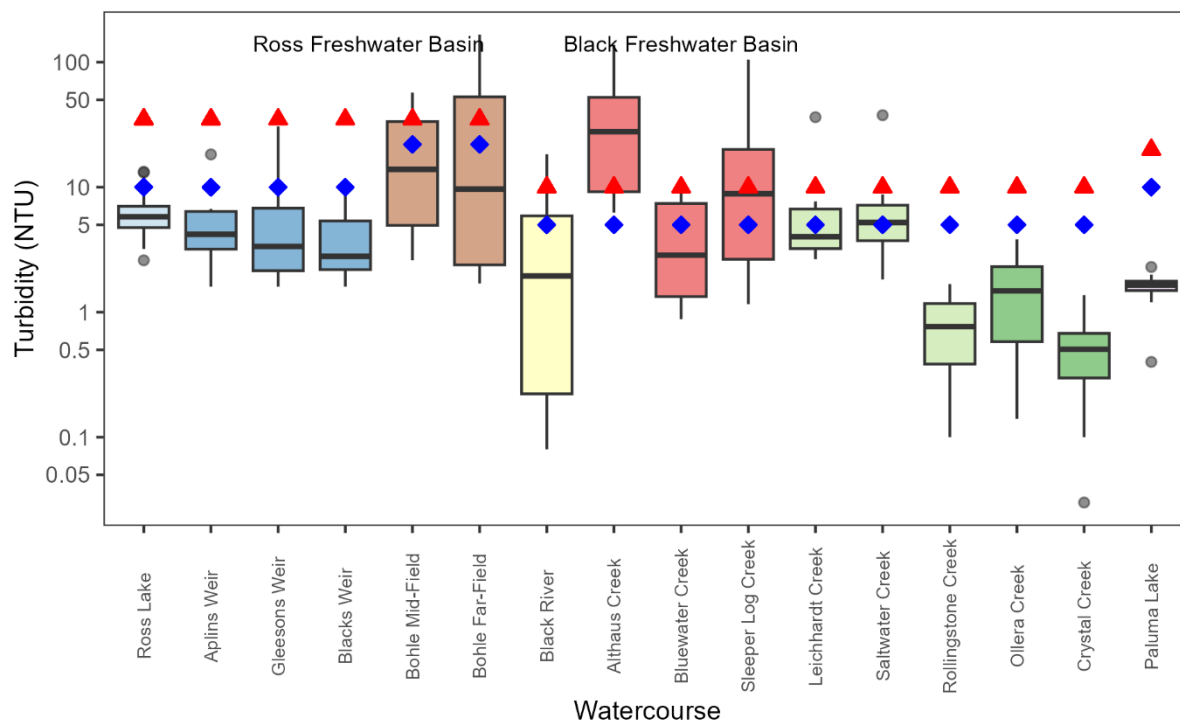 Ross Freshwater Basin
Black Freshwater Basin
100
50
10
5
1
0.5
0.1
0.05
Turbidity (NTU)
Ross Lake
Aplins Weir
Gleesons Weir
Blacks Weir
Bohle Mid-Field
Bohle Far-Field
Black River
Althaus Creek
Bluewater Creek
Sleeper Log Creek
Leichhardt Creek
Saltwater Creek
Rollingstone Creek
Ollera Creek
Crystal Creek
Paluma Lake
Watercourse